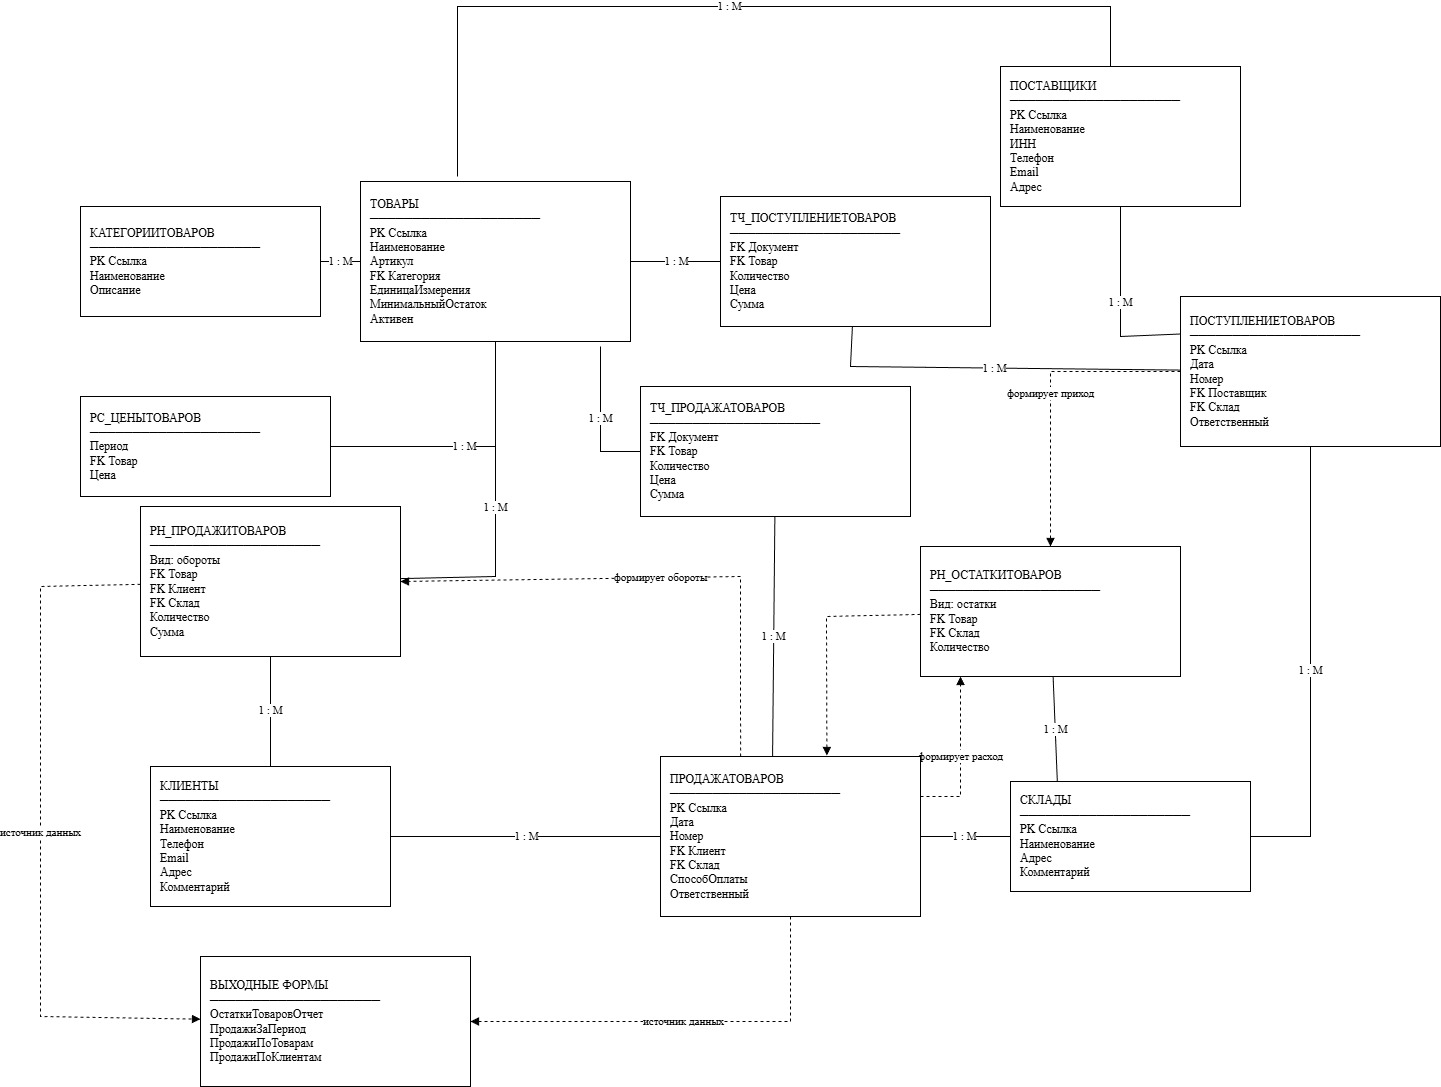 1 : М
ПОСТАВЩИКИ
PK Ссылка
Наименование
ИНН
Телефон
Email
Адрес
КАТЕГОРИИТОВАРОВ
PK Ссылка
Наименование
Описание
1 : М
ТОВАРЫ
PK Ссылка
Наименование
Артикул
FK Категория
ЕдиницаИзмерения
МинимальныйОстаток
Активен
1 : М
ТЧ_ПОСТУПЛЕНИЕТОВАРОВ
FK Документ
FK Товар
Количество
Цена
Сумма
1 : М
ПОСТУПЛЕНИЕТОВАРОВ
PK Ссылка
Дата
Номер
FK Поставщик
FK Склад
Ответственный
1 : М
формирует приход
РС_ЦЕНЫТОВАРОВ
Период
FK Товар
Цена
1 : М
1 : М
1 : М
ТЧ_ПРОДАЖАТОВАРОВ
FK Документ
FK Товар
Количество
Цена
Сумма
РН_ПРОДАЖИТОВАРОВ
Вид: обороты
FK Товар
FK Клиент
FK Склад
Количество
Сумма
формирует обороты
1 : М
РН_ОСТАТКИТОВАРОВ
Вид: остатки
FK Товар
FK Склад
Количество
1 : М
1 : М
1 : М
формирует расход
КЛИЕНТЫ
PK Ссылка
Наименование
Телефон
Email
Адрес
Комментарий
источник данных
1 : М
ПРОДАЖАТОВАРОВ
PK Ссылка
Дата
Номер
FK Клиент
FK Склад
СпособОплаты
Ответственный
1 : М
СКЛАДЫ
PK Ссылка
Наименование
Адрес
Комментарий
ВЫХОДНЫЕ ФОРМЫ
ОстаткиТоваровОтчет
ПродажиЗаПериод
ПродажиПоТоварам
ПродажиПоКлиентам
источник данных